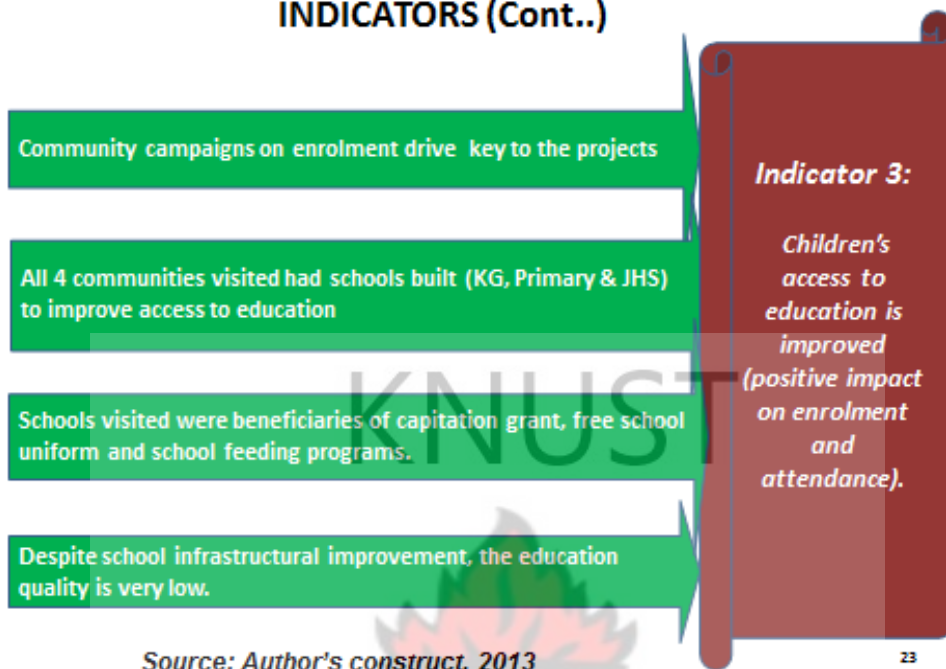 INDICATORS (Cont..)
Community campaigns on enrolment drive key to the projects
All 4 communities visited had schools built (KG, Primary & JHS)
to improve access to education
Schools visited were beneficiaries of capitation grant, free school
uniform and school feeding programs.
Despite school infrastructural improvement, the education
quality is very low.
Indicator 3:
Children's
access to
education is
improved
(positive impact
on enrolment
and
attendance).
KNUST
Source: Author's construct, 2013
23